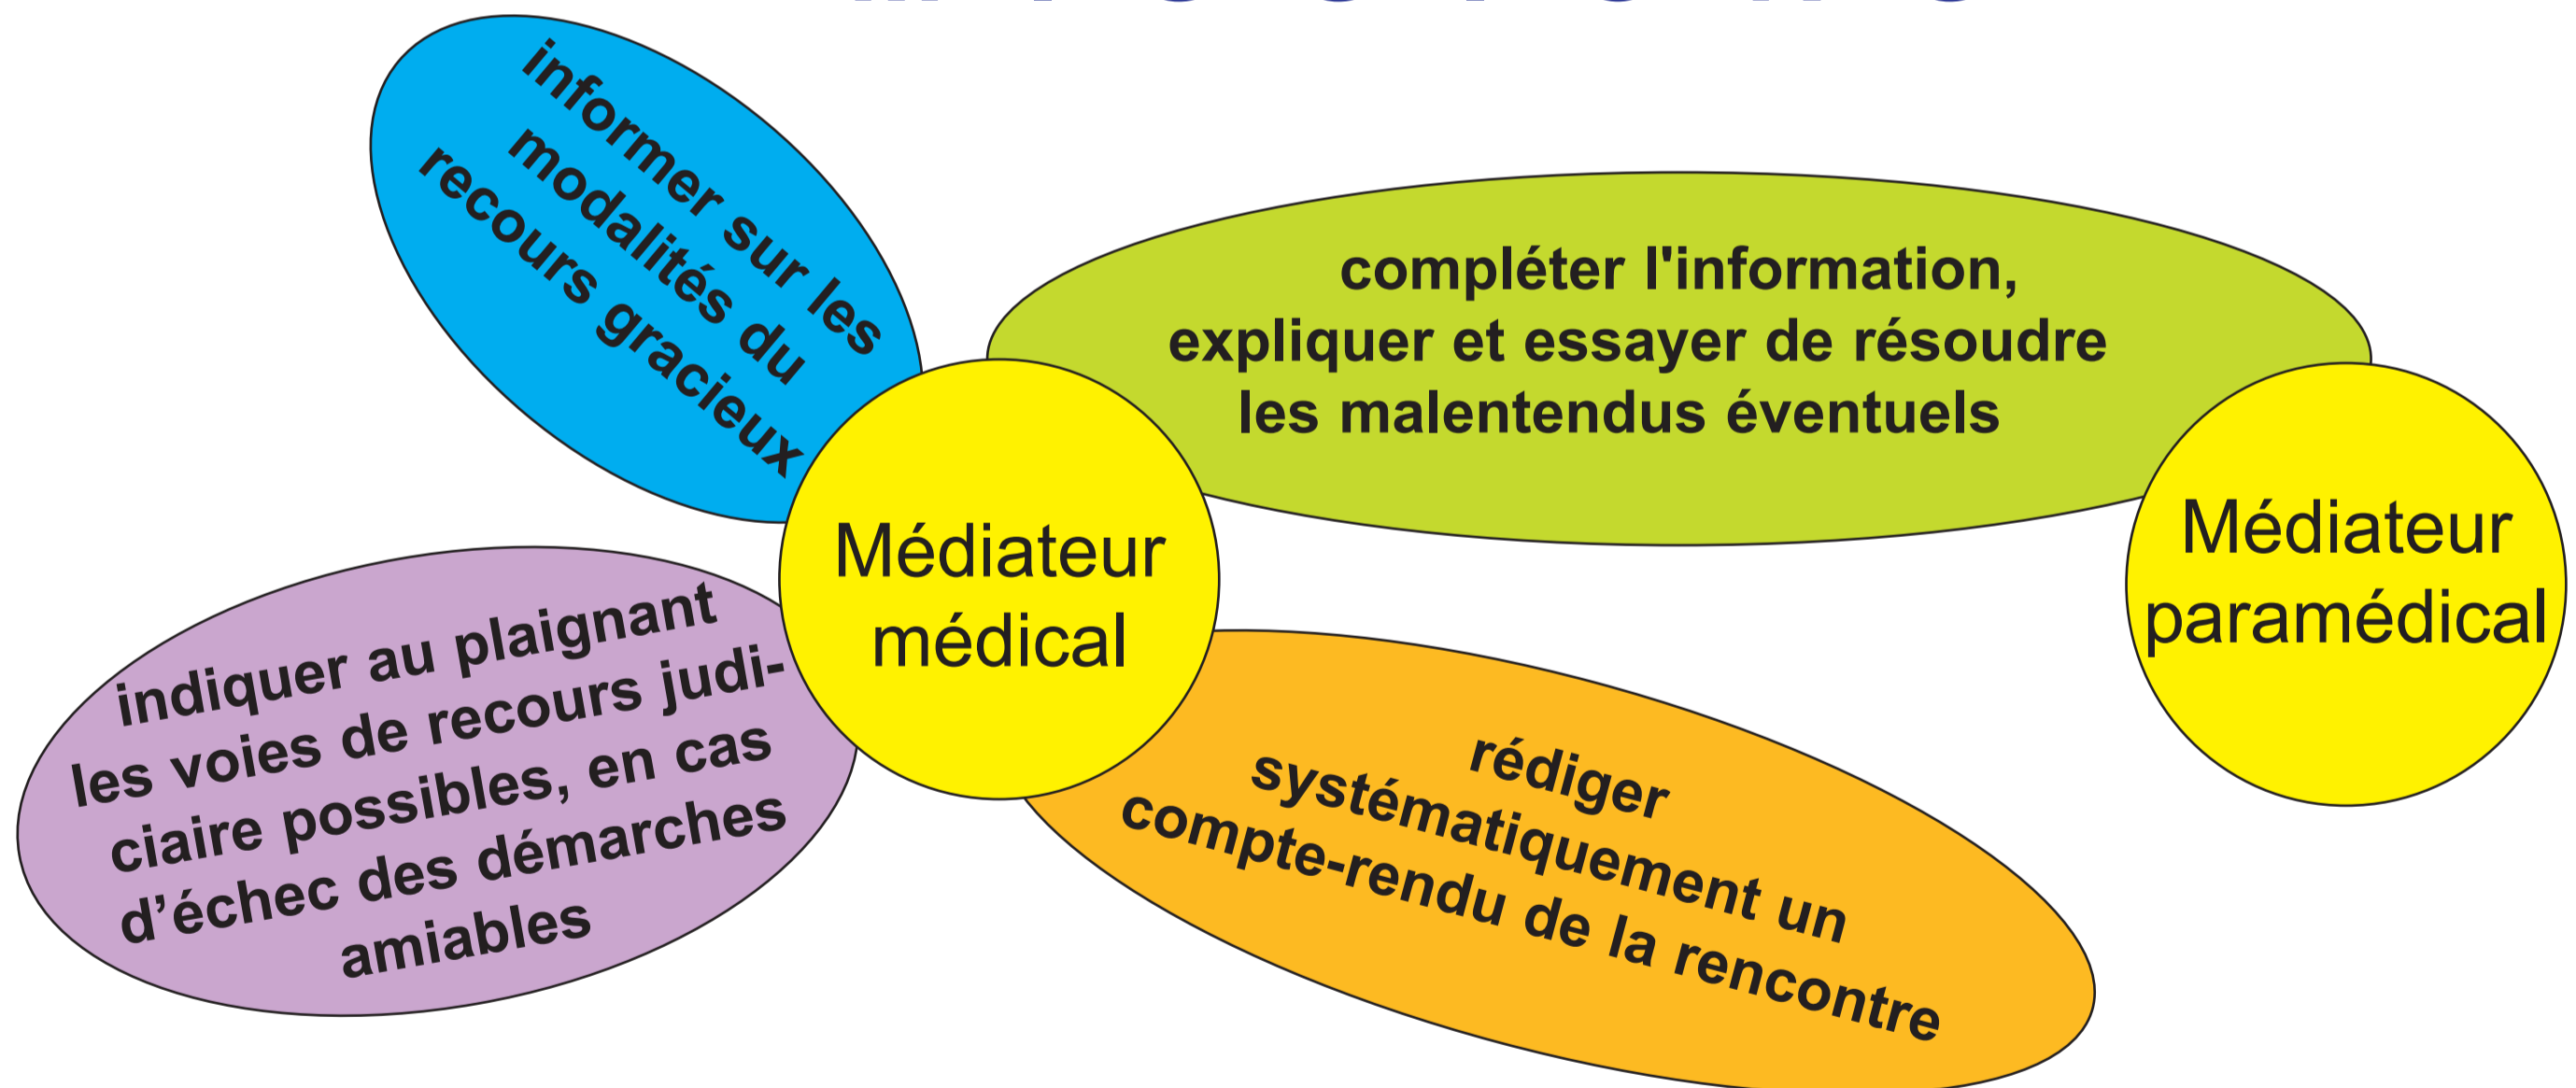 informer sur les
modalités du
recours gracieux
compléter l'information,
expliquer et essayer de résoudre
les malentendus éventuels
Médiateur
médical
Médiateur
paramédical
indiquer au plaignant
les voies de recours judi-
ciaire possibles, en cas
d’échec des démarches
amiables
rédiger
systématiquement un
compte-rendu de la rencontre